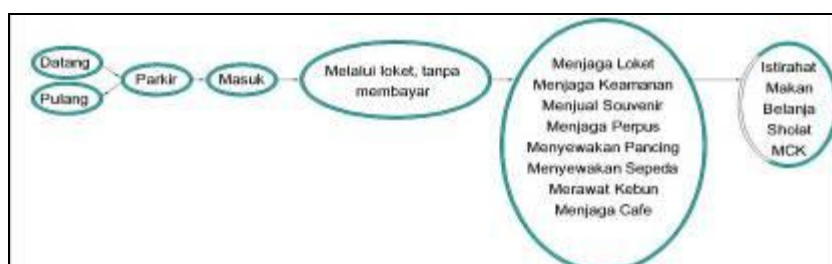 Datang
Pulang
Parkir
Masuk
Melalui loket, tanpa
membayar
Menjaga Loket
Menjaga Keamanan
Menjual Souvenir
Menjaga Perpus
Menyewakan Pancing
Menyewakan Sepeda
Merawat Kebun
Menjaga Cafe
Istirahat
Makan
Belanja
Sholat
MCK